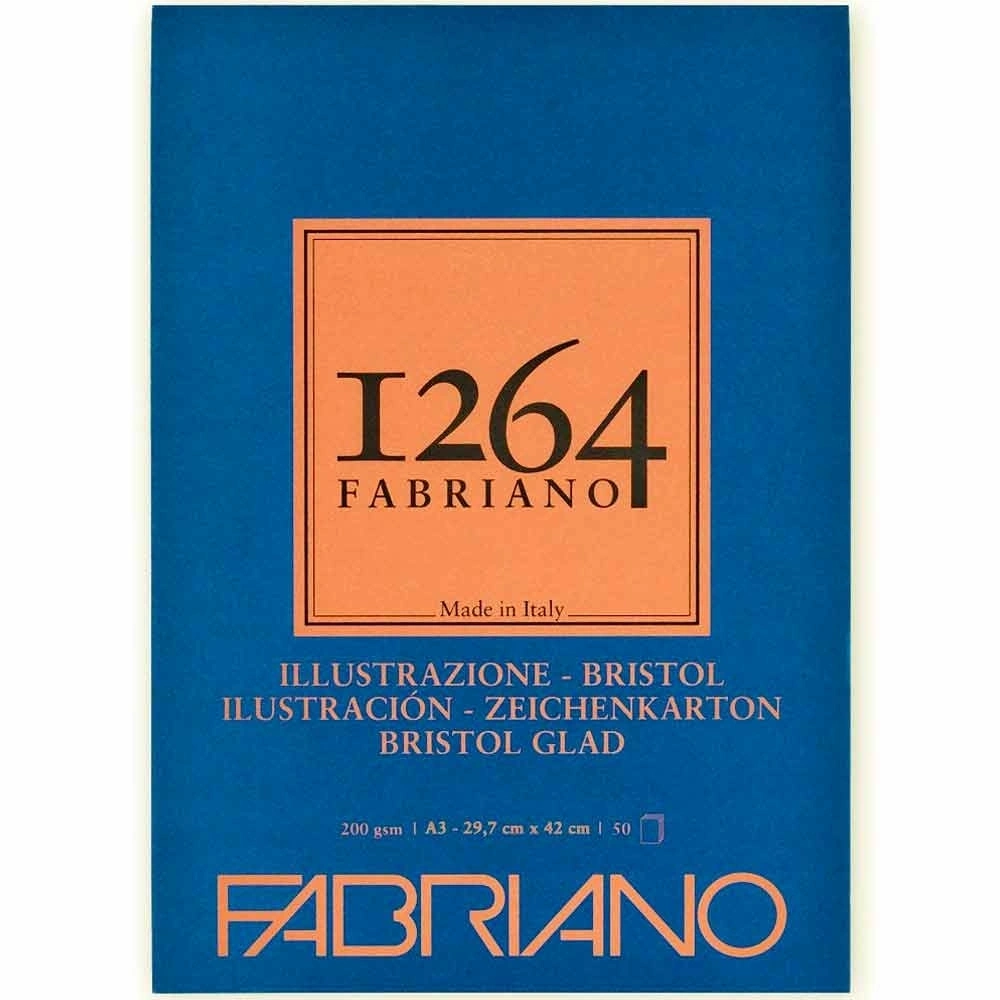 1264
FABRIANO
Made in Italy
ILLUSTRAZIONE - BRISTOL
ILUSTRACIÓN - ZEICHENKARTON
BRISTOL GLAD
200 gsm | A3 - 29,7 cm x 42 cm | 50
FABRIANO